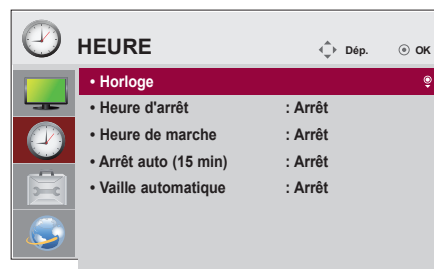 HEURE Dép. OK
• Horloge
• Heure d'arrêt : Arrêt
• Heure de marche : Arrêt
• Arrêt auto (15 min) : Arrêt
• Vaille automatique : Arrêt